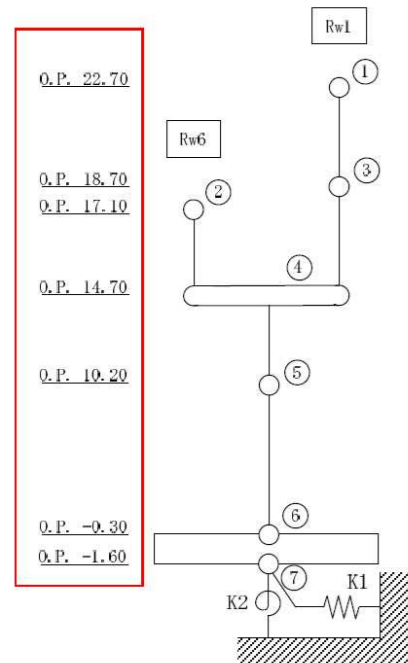 Rw1
O.P. 22.70
①
Rw6
O.P. 18.70
③
O.P. 17.10
②
O.P. 14.70
④
O.P. 10.20
⑤
O.P. -0.30
⑥
O.P. -1.60
⑦
K1
K2